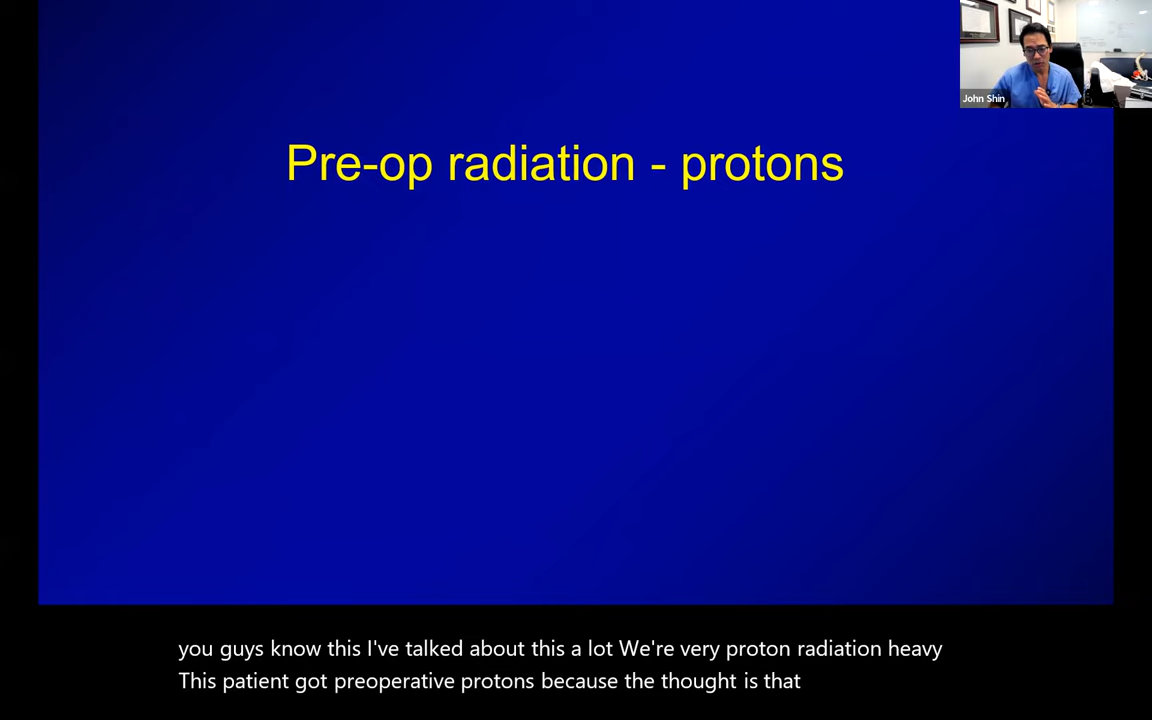 John Shin
Pre-op radiation - protons
you guys know this I've talked about this a lot We're very proton radiation heavy
This patient got preoperative protons because the thought is that